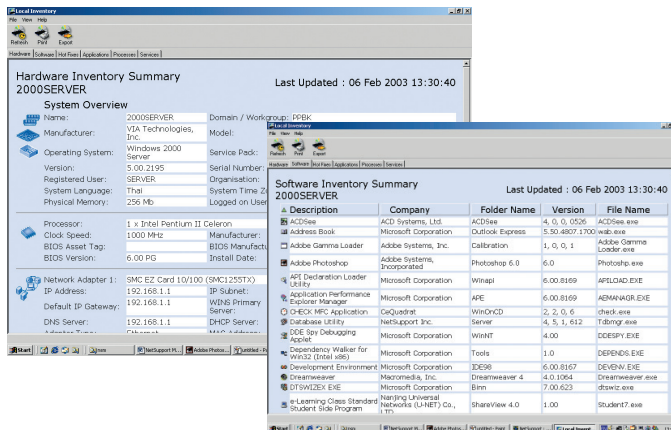 Local Inventory
File View Help
Refresh Print Export
Hardware Software Hot Fixes Applications Processes Services
Hardware Inventory Summary
2000SERVER
Last Updated : 06 Feb 2003 13:30:40
System Overview
Name: 2000SERVER Domain / Workgroup: PPBK
Manufacturer: VIA Technologies, Inc. Model:
Operating System: Windows 2000 Server Service Pack:
Version: 5.00.2195 Serial Number:
Registered User: SERVER Organisation:
System Language: Thai System Time Z
Physical Memory: 256 Mb Logged on User
Processor: 1 x Intel Pentium II Celeron
Clock Speed: 1000 MHz Manufacturer:
BIOS Asset Tag: BIOS Manufactu
BIOS Version: 6.00 PG Install Date:
Network Adapter 1: SMC EZ Card 10/100 (SMC1255TX)
IP Address: 192.168.1.1 IP Subnet:
Default IP Gateway: 192.168.1.1 WINS Primary Server:
DNS Server: 192.168.1.1 DHCP Server:
Adapter Type: Ethernet MAC Address:
Start
Local Inventory
File View Help
Refresh Print Export
Hardware Software Hot Fixes Applications Processes Services
Software Inventory Summary
2000SERVER
Last Updated : 06 Feb 2003 13:30:40
Description Company Folder Name Version File Name
ACDSee ACD Systems, Ltd. ACDSee 4, 0, 0, 0526 ACDSee.exe
Address Book Microsoft Corporation Outlook Express 5.50.4807.1700 wab.exe
Adobe Gamma Loader Adobe Systems, Inc. Calibration 1, 0, 0, 1 Adobe Gamma Loader.exe
Adobe Photoshop Adobe Systems, Incorporated Photoshop 6.0 6.0 Photoshp.exe
API Declaration Loader Utility Microsoft Corporation Winapi 6.00.8169 APILOAD.EXE
Application Performance Explorer Manager Microsoft Corporation APE 6.00.8169 AEMANAGR.EXE
CHECK MFC Application CeQuadrat WinOnCD 2, 2, 0, 6 check.exe
Database Utility NetSupport Inc. Server 4, 5, 1, 612 Tdbmgr.exe
DDE Spy Debugging Applet Microsoft Corporation WinNT 4.00 DDESPY.EXE
Dependency Walker for Win32 (Intel x86) Microsoft Corporation Tools 1.0 DEPENDS.EXE
Development Environment Microsoft Corporation IDE98 6.00.8167 DEVENV.EXE
Dreamweaver Macromedia, Inc. Dreamweaver 4 4.0.1064 Dreamweaver.exe
DTSWIZEX EXE Microsoft Corporation Binn 7.00.623 dtswiz.exe
e-Learning Class Standard Student Side Program Nanjing Universal Networks (U-NET) Co., LTD ShareView 4.0 1.00 Student7.exe
Start